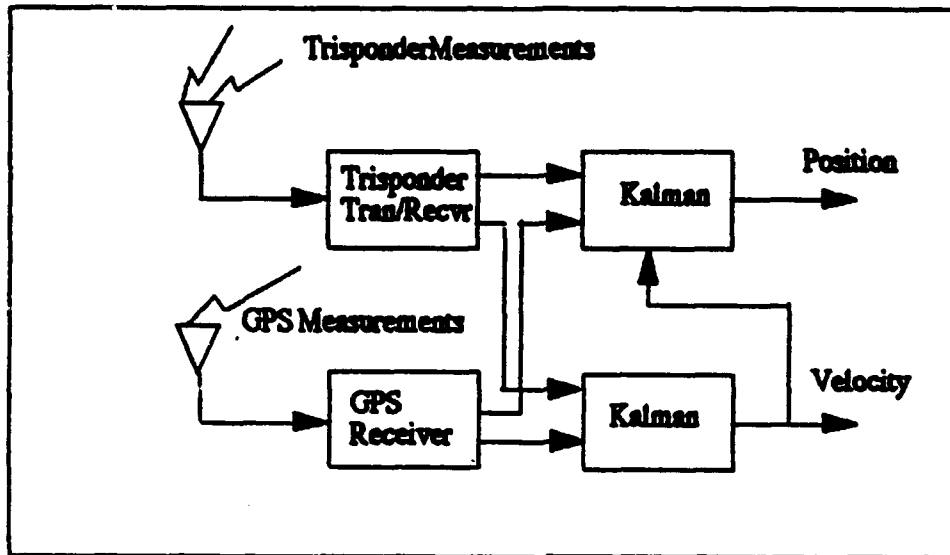 TrisponderMeasurements
Trisponder
Tran/Recvr
Kalman
Position
GPS Measurements
GPS
Receiver
Kalman
Velocity